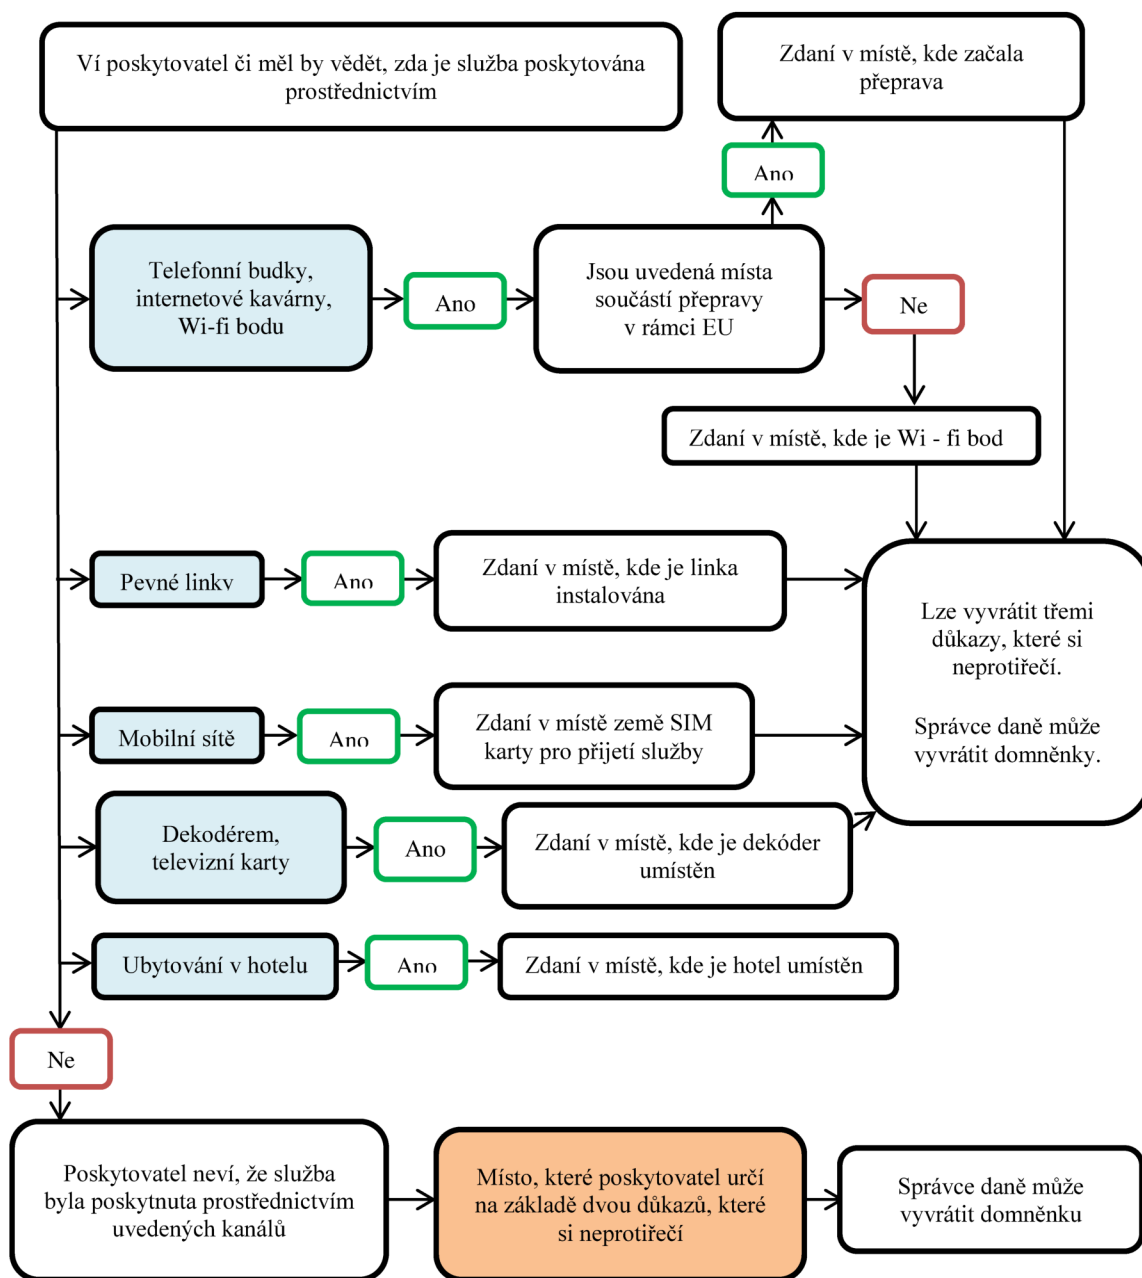 Ví poskytovatel či měl by vědět, zda je služba poskytována
prostřednictvím
Zdaní v místě, kde začala
přeprava
Ano
Telefonní budky,
internetové kavárny,
Wi-fi bodu
Ano
Jsou uvedená místa
součástí přepravy
v rámci EU
Ne
Zdaní v místě, kde je Wi - fi bod
Pevné linky
Ano
Zdaní v místě, kde je linka
instalována
Lze vyvrátit třemi
důkazy, které si
neprotiřečí.
Správce daně může
vyvrátit domněnky.
Mobilní sítě
Ano
Zdaní v místě země SIM
karty pro přijetí služby
Dekodérem,
televizní karty
Ano
Zdaní v místě, kde je dekóder
umístěn
Ubytování v hotelu
Ano
Zdaní v místě, kde je hotel umístěn
Ne
Poskytovatel neví, že služba
byla poskytnuta prostřednictvím
uvedených kanálů
Místo, které poskytovatel určí
na základě dvou důkazů, které
si neprotiřečí
Správce daně může
vyvrátit domněnku